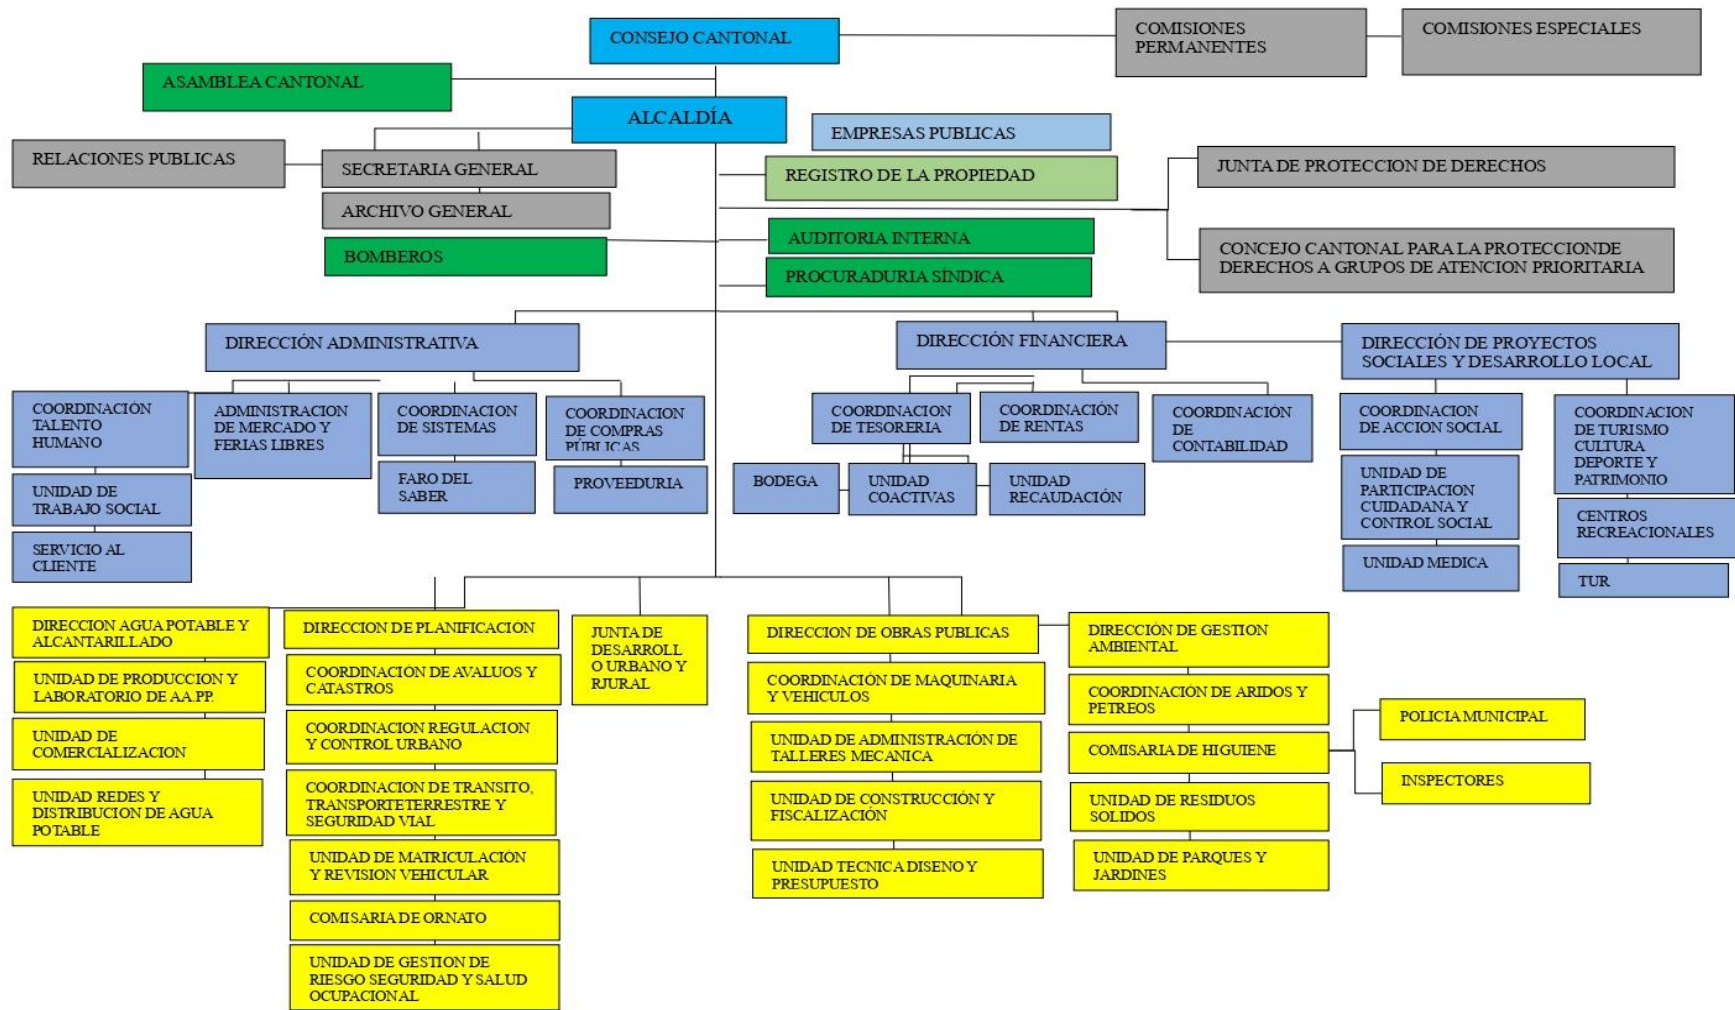 CONSEJO CANTONAL
COMISIONES
PERMANENTES
COMISIONES ESPECIALES
ASAMBLEA CANTONAL
ALCALDÍA
EMPRESAS PUBLICAS
RELACIONES PUBLICAS
SECRETARIA GENERAL
REGISTRO DE LA PROPIEDAD
JUNTA DE PROTECCION DE DERECHOS
ARCHIVO GENERAL
BOMBEROS
AUDITORIA INTERNA
CONCEJO CANTONAL PARA LA PROTECCIONDE
DERECHOS A GRUPOS DE ATENCION PRIORITARIA
PROCURADURIA SÍNDICA
DIRECCIÓN ADMINISTRATIVA
DIRECCIÓN FINANCIERA
DIRECCIÓN DE PROYECTOS
SOCIALES Y DESARROLLO LOCAL
COORDINACIÓN
TALENTO
HUMANO
ADMINISTRACION
DE MERCADO Y
FERIAS LIBRES
COORDINACION
DE SISTEMAS
COORDINACION
DE COMPRAS
PÚBLICAS
COORDINACION
DE TESORERIA
COORDINACIÓN
DE RENTAS
COORDINACIÓN
DE
CONTABILIDAD
COORDINACION
DE ACCION SOCIAL
COORDINACION
DE TURISMO
CULTURA
DEPORTE Y
PATRIMONIO
UNIDAD DE
TRABAJO SOCIAL
FARO DEL
SABER
PROVEEDURIA
BODEGA
UNIDAD
COACTIVAS
UNIDAD
RECAUDACIÓN
UNIDAD DE
PARTICIPACION
CUIDADANA Y
CONTROL SOCIAL
CENTROS
RECREACIONALES
SERVICIO AL
CLIENTE
UNIDAD MEDICA
TUR
DIRECCION AGUA POTABLE Y
ALCANTARILLADO
UNIDAD DE PRODUCCION Y
LABORATORIO DE AA.PP.
UNIDAD DE
COMERCIALIZACION
UNIDAD REDES Y
DISTRIBUCION DE AGUA
POTABLE
DIRECCION DE PLANIFICACIÓN
COORDINACIÓN DE AVALUOS Y
CATASTROS
COORDINACION REGULACION
Y CONTROL URBANO
COORDINACION DE TRANSITO,
TRANSPORTETERRESTRE Y
SEGURIDAD VIAL
UNIDAD DE MATRICULACIÓN
Y REVISION VEHICULAR
COMISARIA DE ORNATO
UNIDAD DE GESTION DE
RIESGO SEGURIDAD Y SALUD
OCUPACIONAL
JUNTA DE
DESARROLL
O URBANO Y
RJURAL
DIRECCION DE OBRAS PUBLICAS
COORDINACIÓN DE MAQUINARIA
Y VEHICULOS
UNIDAD DE ADMINISTRACIÓN DE
TALLERES MECANICA
UNIDAD DE CONSTRUCCIÓN Y
FISCALIZACIÓN
UNIDAD TECNICA DISENO Y
PRESUPUESTO
DIRECCIÓN DE GESTION
AMBIENTAL
COORDINACIÓN DE ARIDOS Y
PETREOS
COMISARIA DE HIGUIENE
UNIDAD DE RESIDUOS
SOLIDOS
UNIDAD DE PARQUES Y
JARDINES
POLICIA MUNICIPAL
INSPECTORES